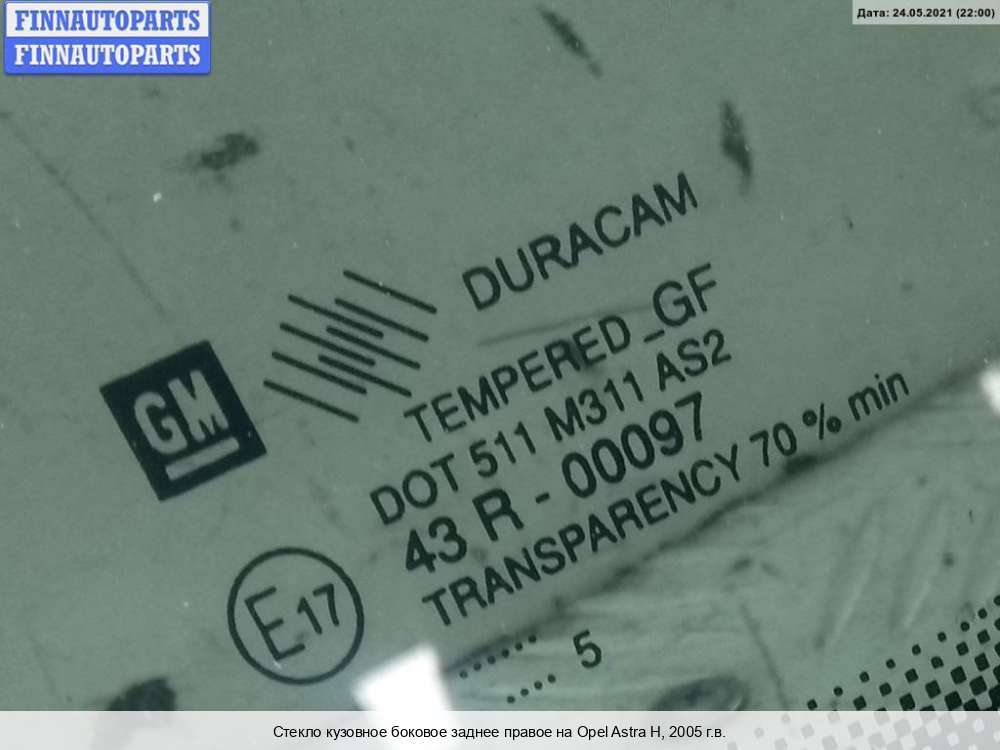 FINNAUTOPARTS
FINNAUTOPARTS
Дата: 24.05.2021 (22:00)
GM
DURACAM
TEMPERED_GF
DOT 511 M311 AS2
43 R - 00097
TRANSPARENCY 70 % min
E17
....... 5
....
Стекло кузовное боковое заднее правое на Opel Astra H, 2005 г.в.